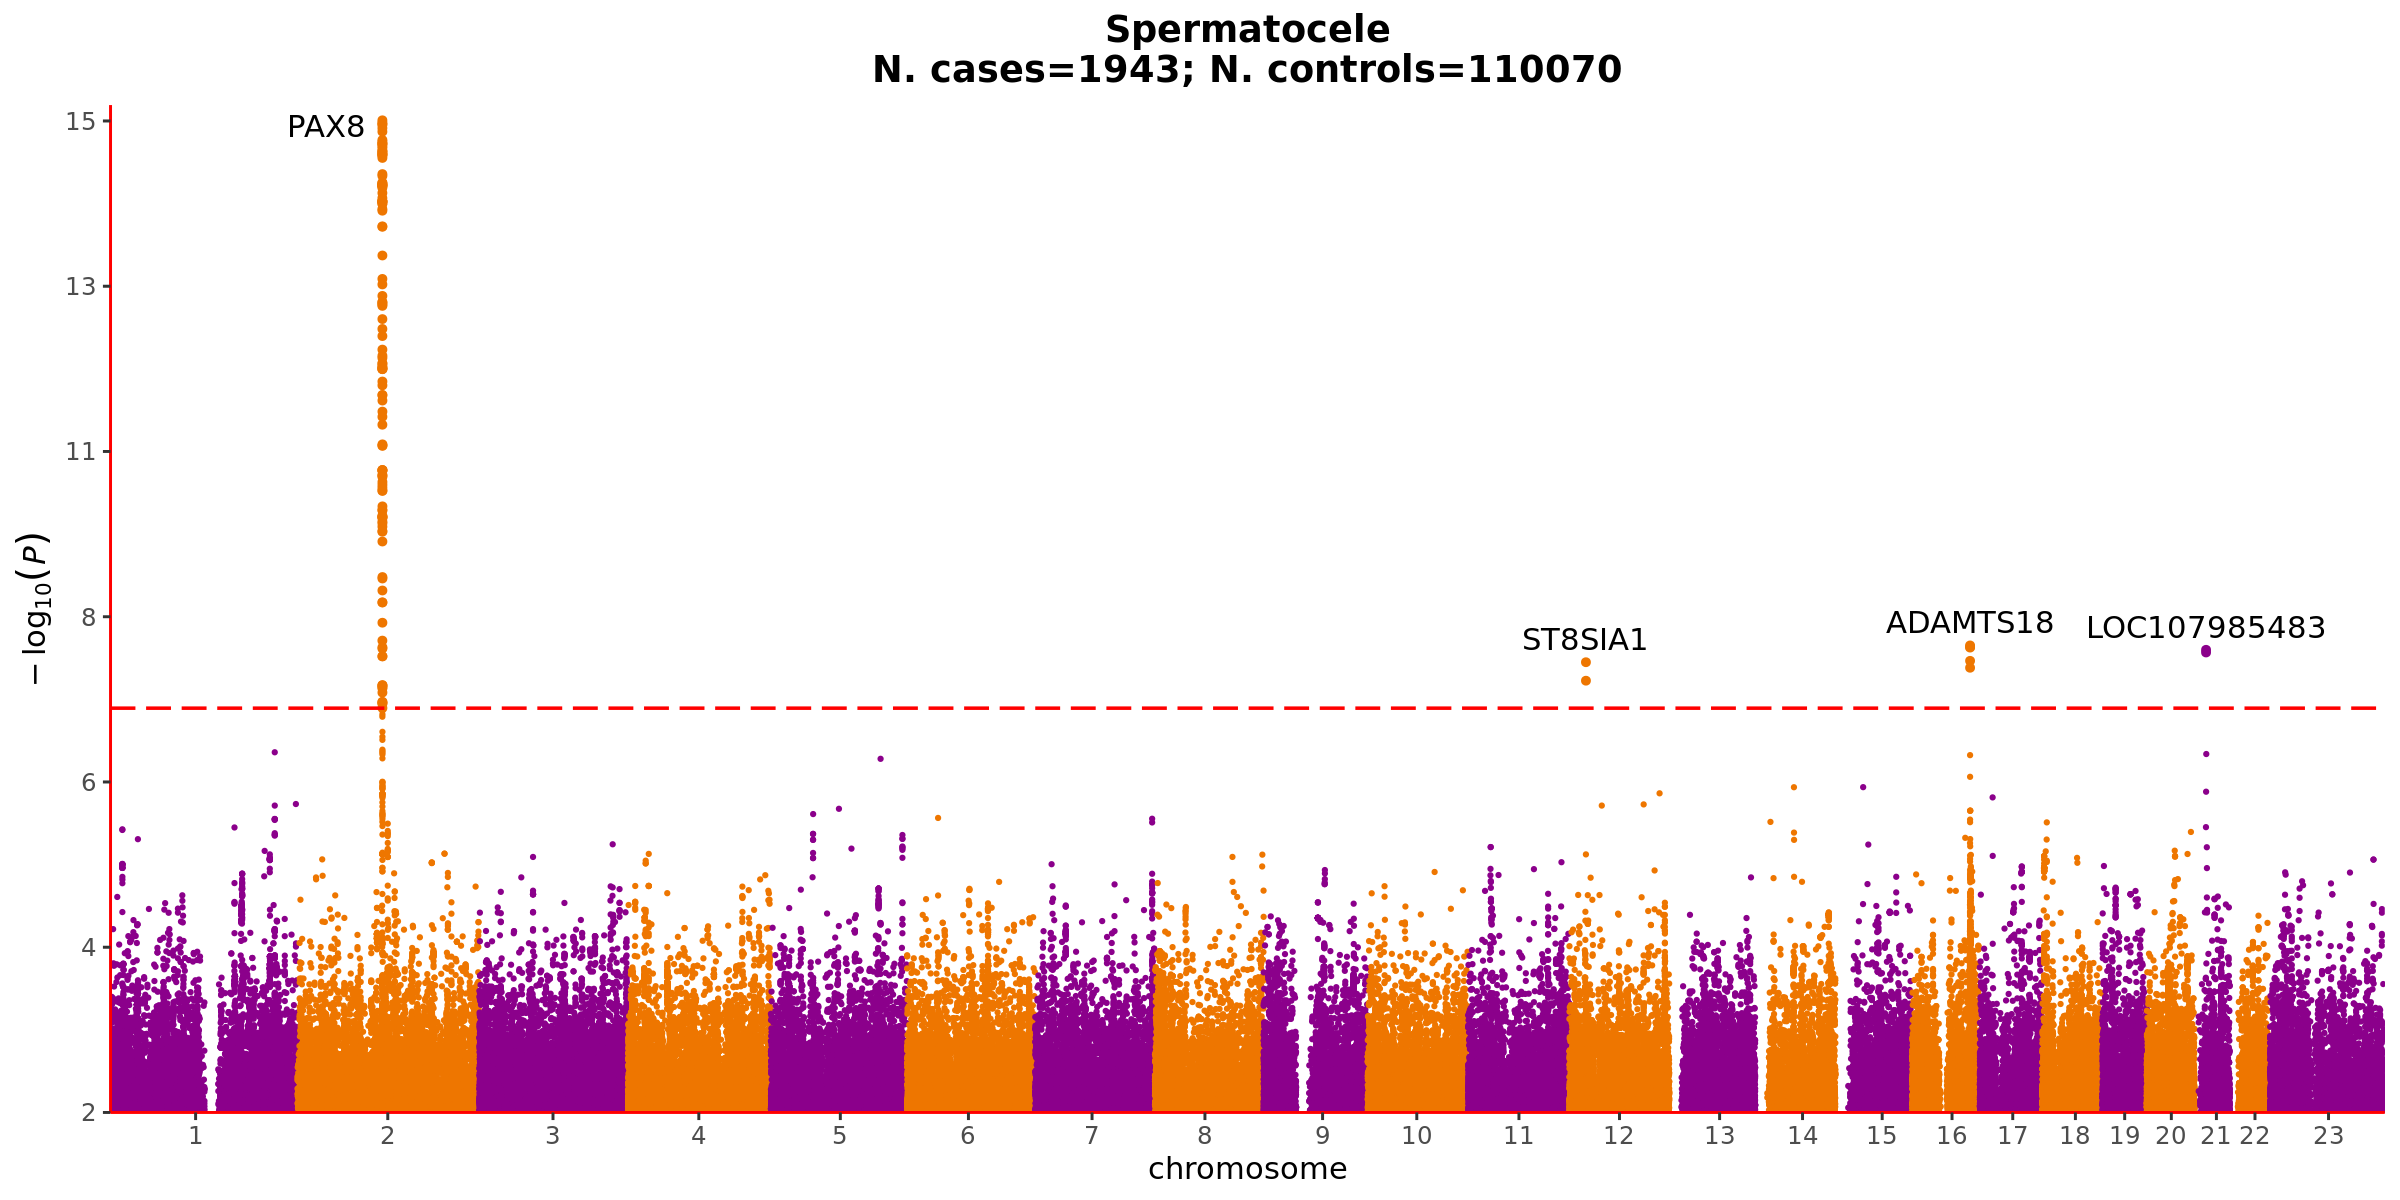 Spermatocele
N. cases=1943; N. controls=110070
PAX8
ST8SIA1
ADAMTS18
LOC107985483
15
13
11
8
6
4
2
−log10(P)
1 2 3 4 5 6 7 8 9 10 11 12 13 14 15 16 17 18 19 20 21 22 23
chromosome